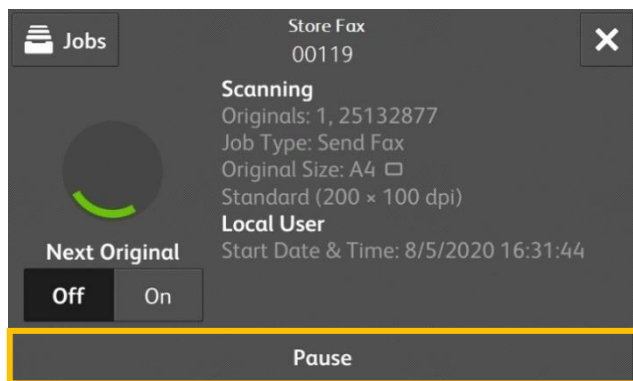 Jobs
Store Fax
00119
Scanning
Originals: 1, 25132877
Job Type: Send Fax
Original Size: A4
Standard (200 × 100 dpi)
Local User
Start Date & Time: 8/5/2020 16:31:44
Next Original
Off On
Pause